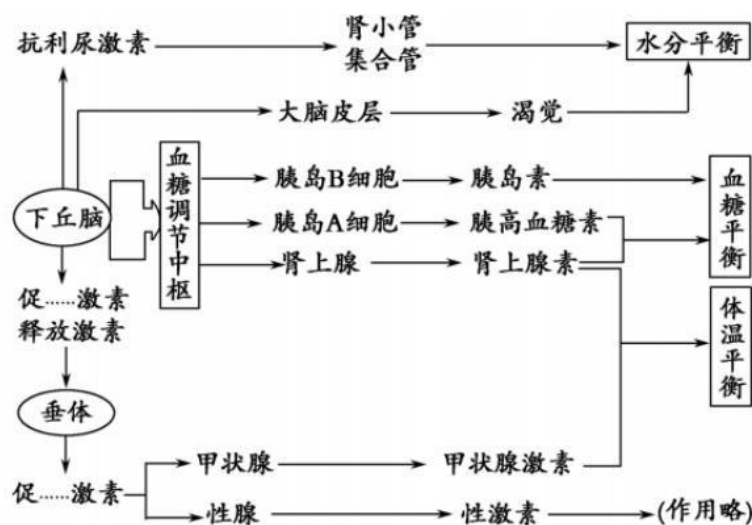 抗利尿激素
肾小管
集合管
水分平衡
大脑皮层
渴觉
下丘脑
血糖调节中枢
胰岛B细胞
胰岛素
胰岛A细胞
胰高血糖素
肾上腺
肾上腺素
血糖平衡
体温平衡
促……激素
释放激素
垂体
促……激素
甲状腺
甲状腺激素
性腺
性激素
(作用略)